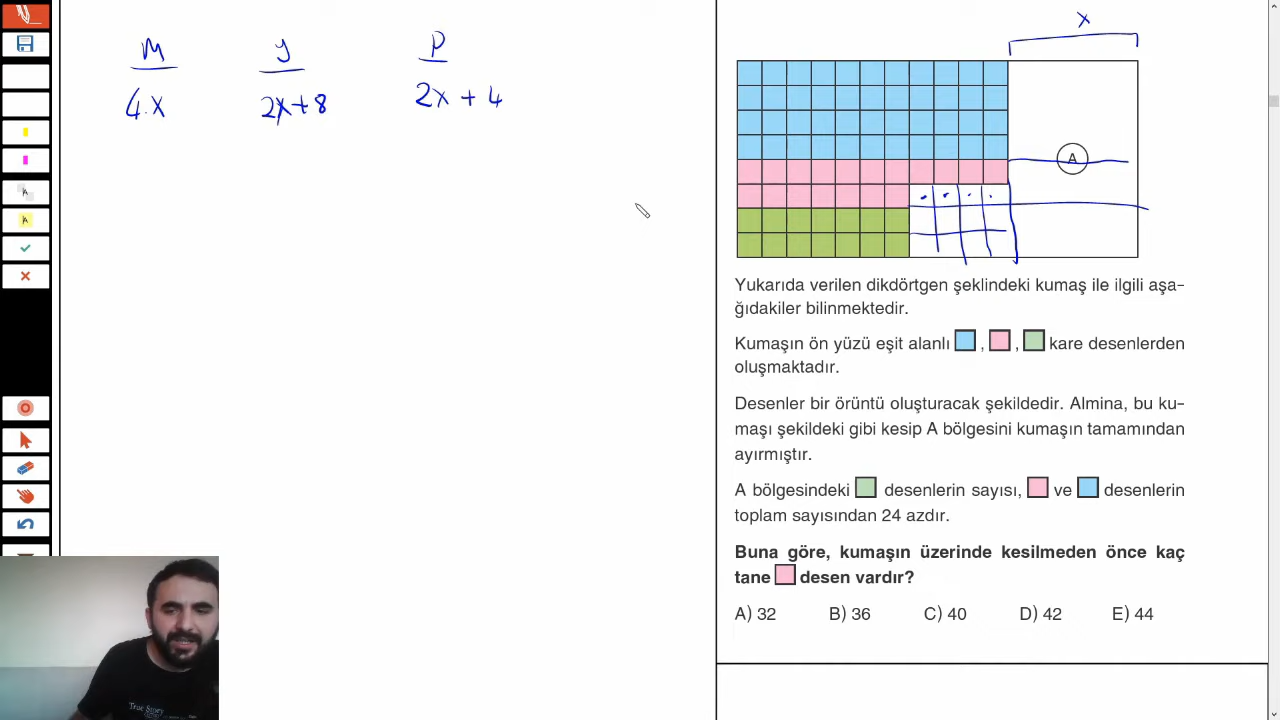 M y P
4.x 2x+8 2x + 4
x
A
Yukarıda verilen dikdörtgen şeklindeki kumaş ile ilgili aşa-
ğıdakiler bilinmektedir.
Kumaşın ön yüzü eşit alanlı , , kare desenlerden
oluşmaktadır.
Desenler bir örüntü oluşturacak şekildedir. Almina, bu ku-
maşı şekildeki gibi kesip A bölgesini kumaşın tamamından
ayırmıştır.
A bölgesindeki desenlerin sayısı, ve desenlerin
toplam sayısından 24 azdır.
Buna göre, kumaşın üzerinde kesilmeden önce kaç
tane desen vardır?
A) 32 B) 36 C) 40 D) 42 E) 44
True Story